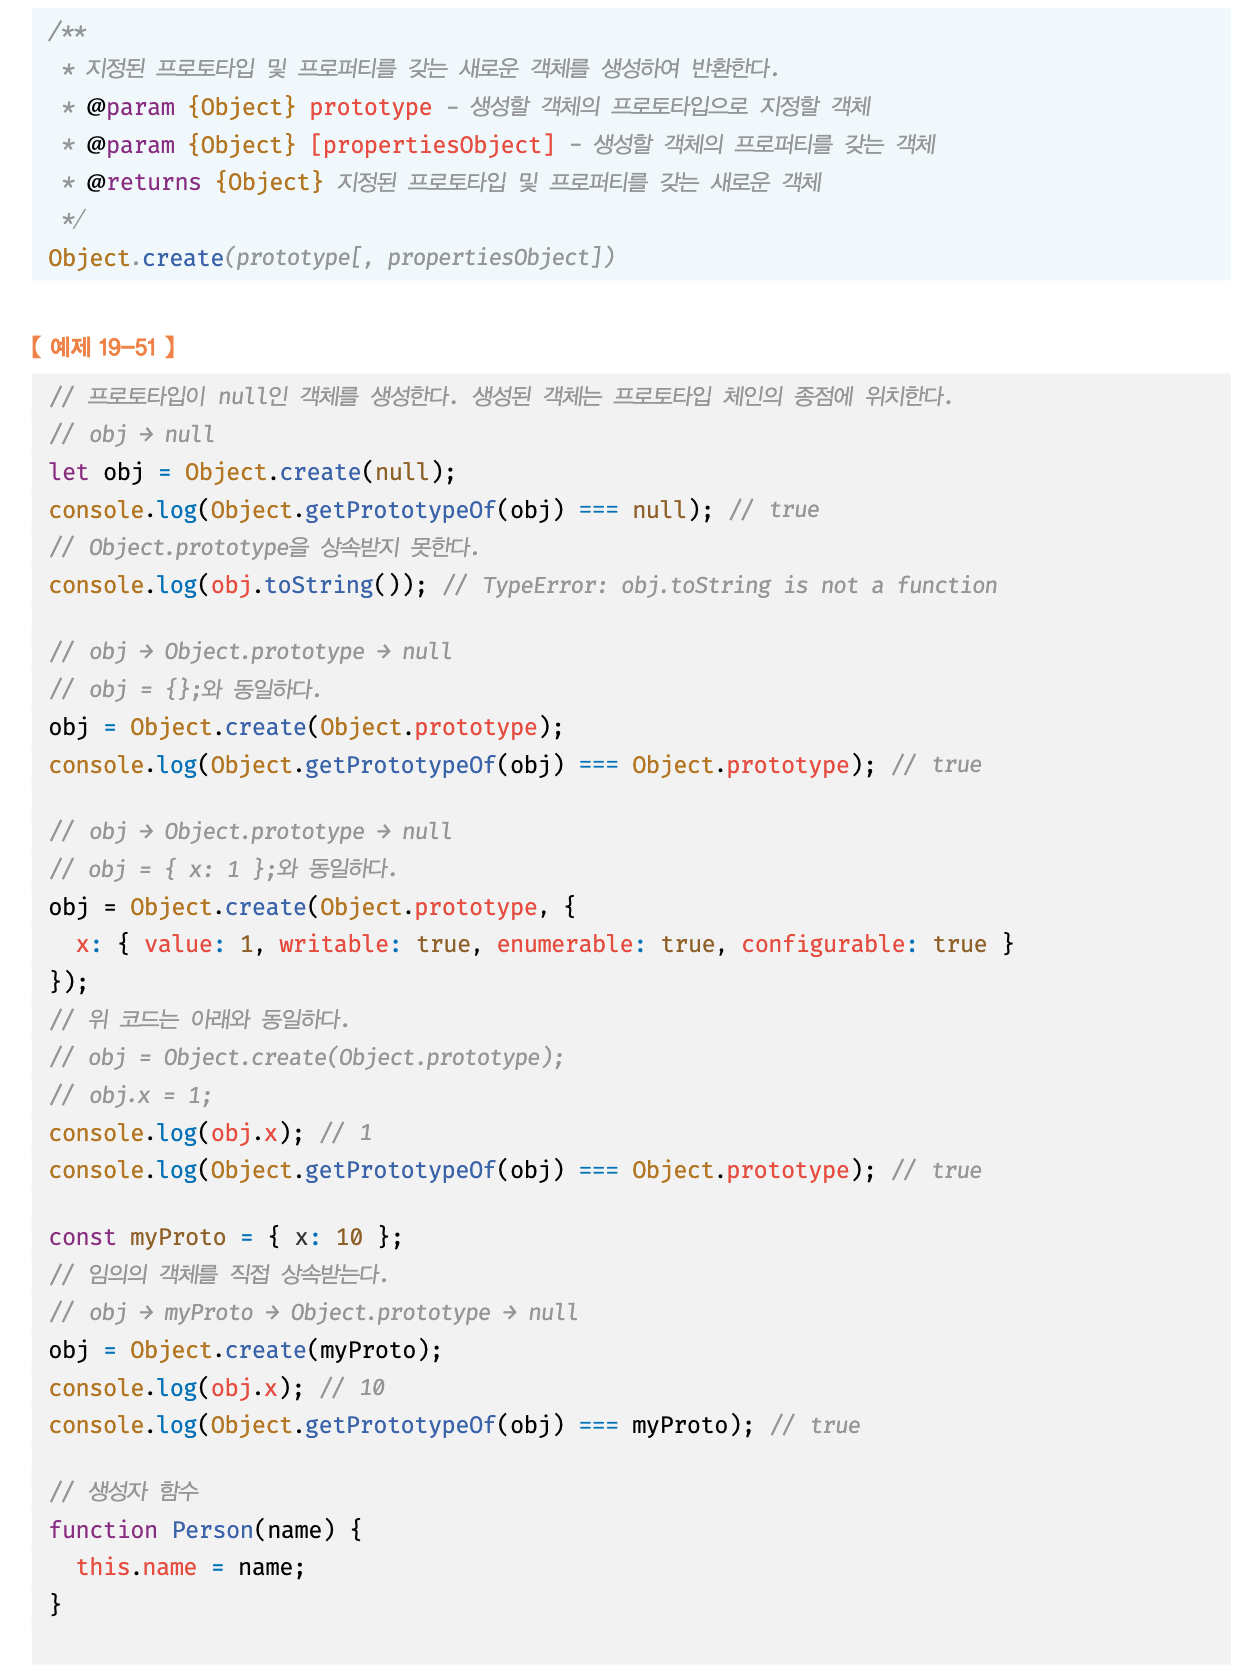 /**
 * 지정된 프로토타입 및 프로퍼티를 갖는 새로운 객체를 생성하여 반환한다.
 * @param {Object} prototype - 생성할 객체의 프로토타입으로 지정할 객체
 * @param {Object} [propertiesObject] - 생성할 객체의 프로퍼티를 갖는 객체
 * @returns {Object} 지정된 프로토타입 및 프로퍼티를 갖는 새로운 객체
 */
Object.create(prototype[, propertiesObject])
【 예제 19-51 】
// 프로토타입이 null인 객체를 생성한다. 생성된 객체는 프로토타입 체인의 종점에 위치한다.
// obj → null
let obj = Object.create(null);
console.log(Object.getPrototypeOf(obj) === null); // true
// Object.prototype을 상속받지 못한다.
console.log(obj.toString()); // TypeError: obj.toString is not a function
// obj → Object.prototype → null
// obj = {};와 동일하다.
obj = Object.create(Object.prototype);
console.log(Object.getPrototypeOf(obj) === Object.prototype); // true
// obj → Object.prototype → null
// obj = { x: 1 };와 동일하다.
obj = Object.create(Object.prototype, {
  x: { value: 1, writable: true, enumerable: true, configurable: true }
});
// 위 코드는 아래와 동일하다.
// obj = Object.create(Object.prototype);
// obj.x = 1;
console.log(obj.x); // 1
console.log(Object.getPrototypeOf(obj) === Object.prototype); // true
const myProto = { x: 10 };
// 임의의 객체를 직접 상속받는다.
// obj → myProto → Object.prototype → null
obj = Object.create(myProto);
console.log(obj.x); // 10
console.log(Object.getPrototypeOf(obj) === myProto); // true
// 생성자 함수
function Person(name) {
  this.name = name;
}